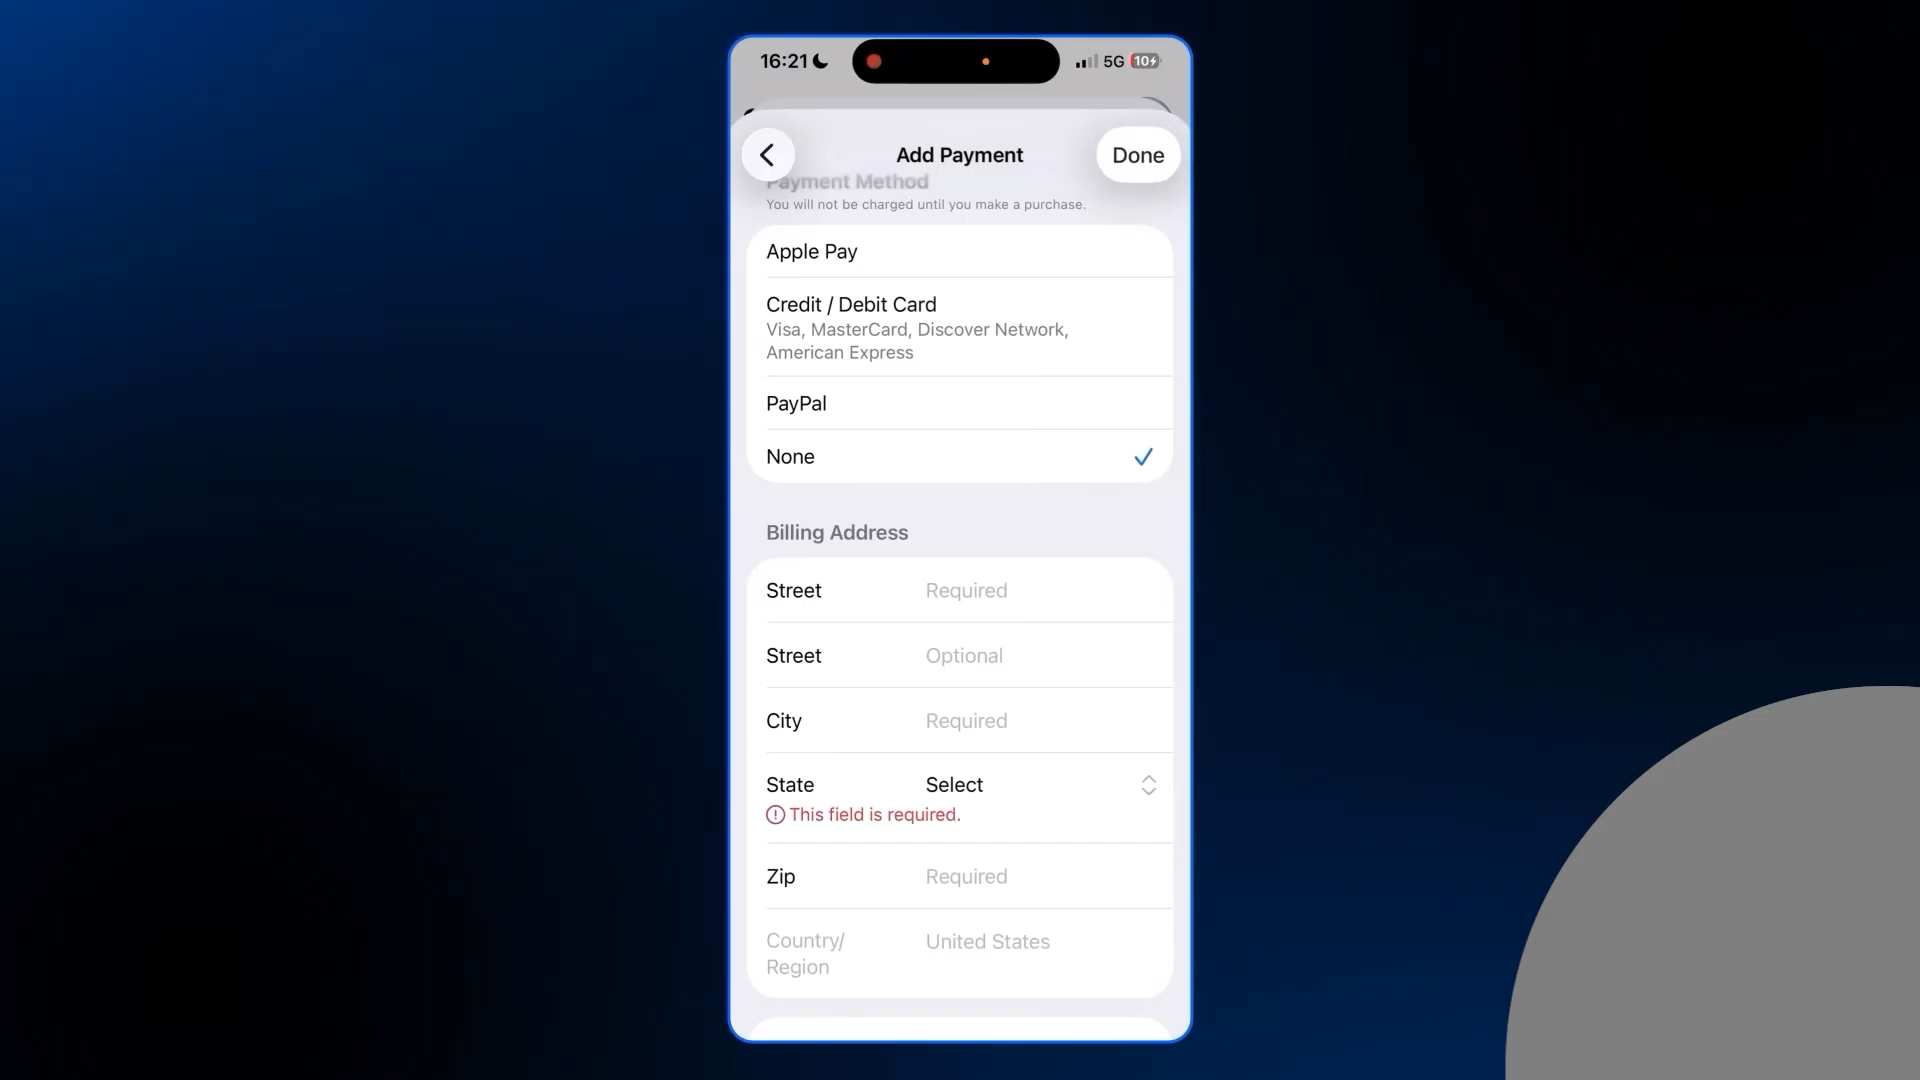 16:21
5G
10
Add Payment
Done
Payment Method
You will not be charged until you make a purchase.
Apple Pay
Credit / Debit Card
Visa, MasterCard, Discover Network,
American Express
PayPal
None
Billing Address
Street Required
Street Optional
City Required
State Select
This field is required.
Zip Required
Country/
Region
United States